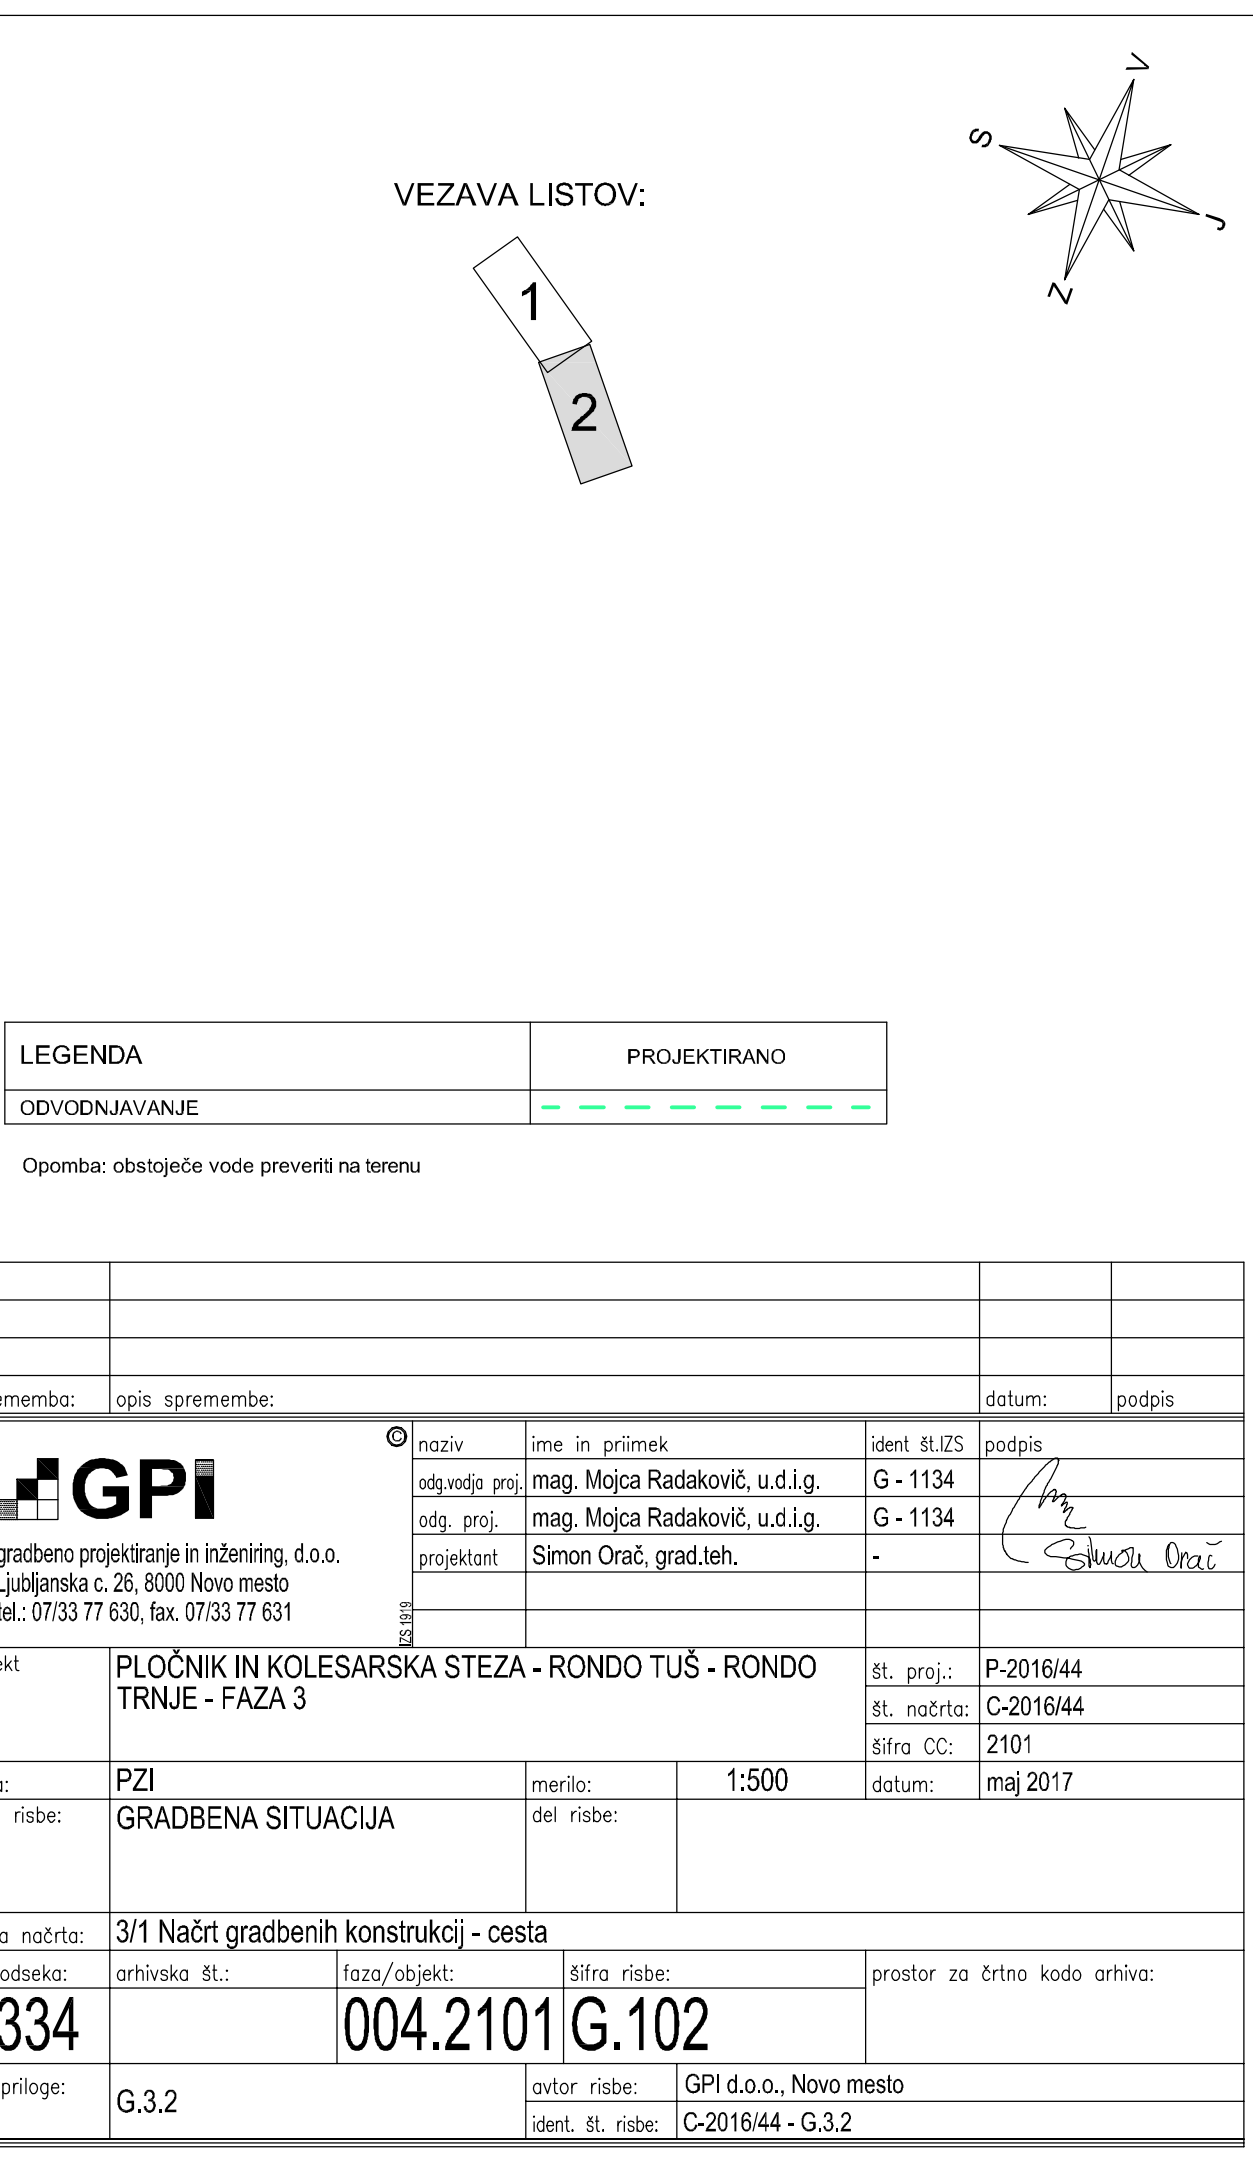 V
S
J
Z
VEZAVA LISTOV:
1
2
LEGENDA PROJEKTIRANO
ODVODNJAVANJE
Opomba: obstoječe vode preveriti na terenu
emememba: opis spremembe: datum: podpis
© naziv ime in priimek ident št.IZS podpis
GPI
odg.vodja proj. mag. Mojca Radakovič, u.d.i.g. G - 1134
odg. proj. mag. Mojca Radakovič, u.d.i.g. G - 1134
projektant Simon Orač, grad.teh. - Simon Orač
gradbeno projektiranje in inženiring, d.o.o.
Ljubljanska c. 26, 8000 Novo mesto
tel.: 07/33 77 630, fax. 07/33 77 631
IZS 1919
ekt PLOČNIK IN KOLESARSKA STEZA - RONDO TUŠ - RONDO
TRNJE - FAZA 3
št. proj.: P-2016/44
št. načrta: C-2016/44
šifra CC: 2101
a: PZI merilo: 1:500 datum: maj 2017
risbe: GRADBENA SITUACIJA del risbe:
a načrta: 3/1 Načrt gradbenih konstrukcij - cesta
odseka: arhivska št.: faza/objekt: šifra risbe: prostor za črtno kodo arhiva:
334 004.2101 G.102
priloge: G.3.2 avtor risbe: GPI d.o.o., Novo mesto
ident. št. risbe: C-2016/44 - G.3.2